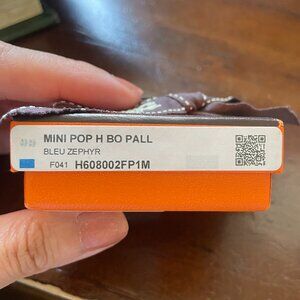 MINI POP H BO PALL
BLEU ZEPHYR
F041 H608002FP1M